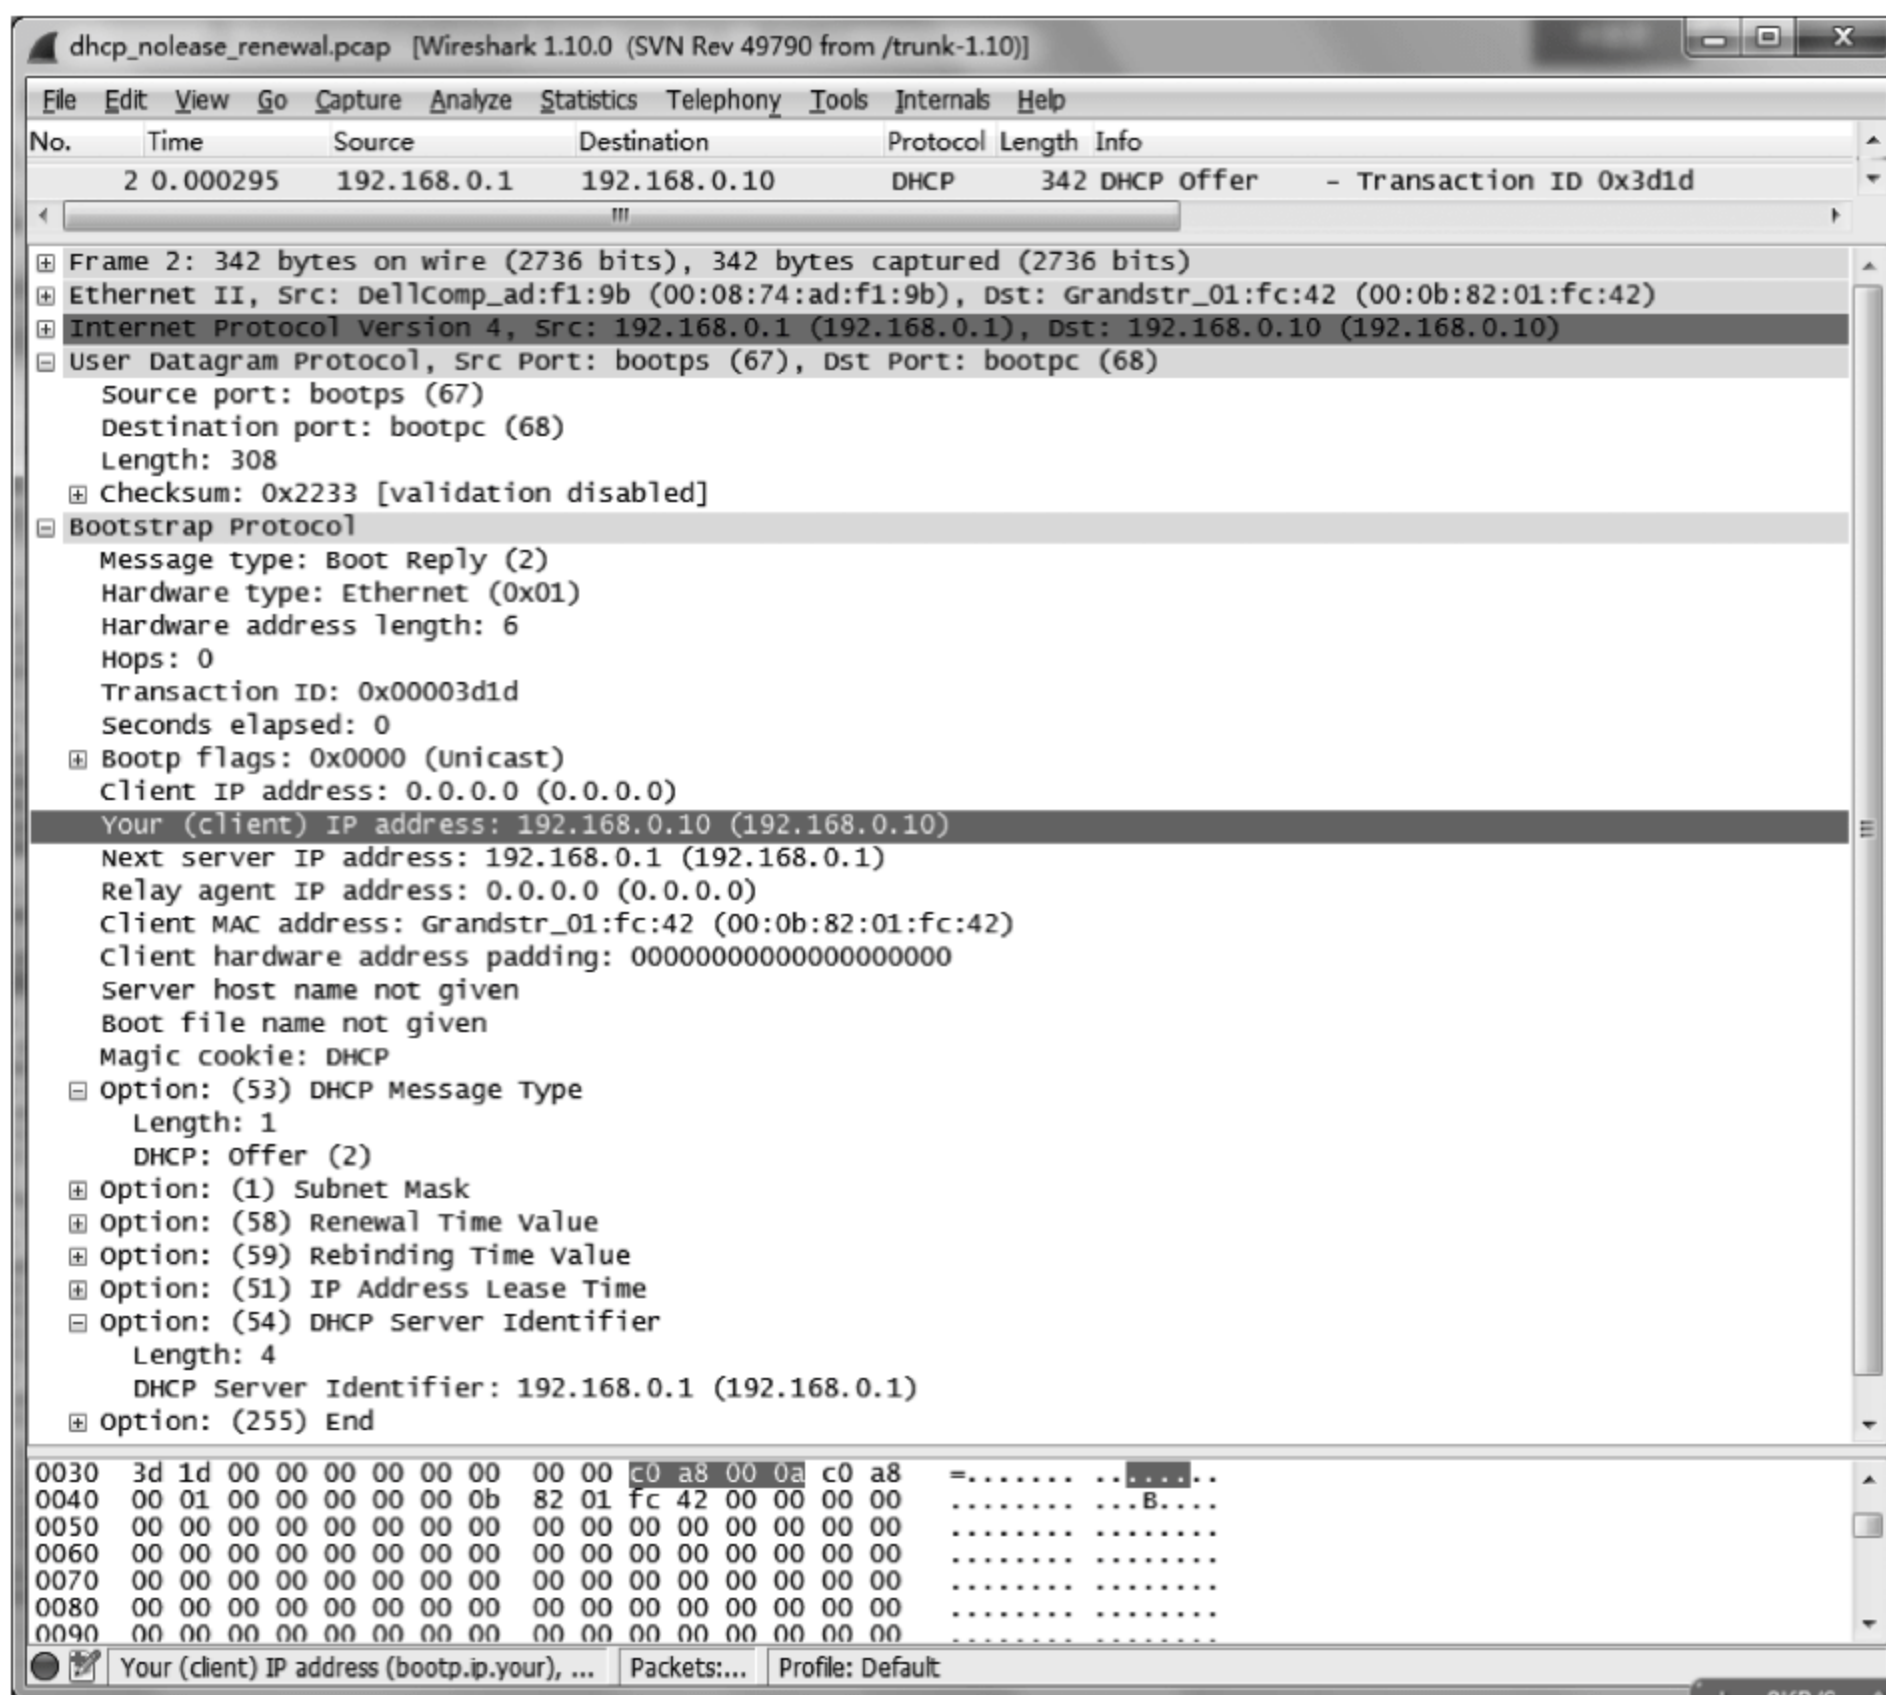 dhcp_nolease_renewal.pcap [Wireshark 1.10.0 (SVN Rev 49790 from /trunk-1.10)]
File Edit View Go Capture Analyze Statistics Telephony Tools Internals Help
No. Time Source Destination Protocol Length Info
2 0.000295 192.168.0.1 192.168.0.10 DHCP 342 DHCP Offer - Transaction ID 0x3d1d
Frame 2: 342 bytes on wire (2736 bits), 342 bytes captured (2736 bits)
Ethernet II, Src: DellComp_ad:f1:9b (00:08:74:ad:f1:9b), Dst: Grandstr_01:fc:42 (00:0b:82:01:fc:42)
Internet Protocol Version 4, Src: 192.168.0.1 (192.168.0.1), Dst: 192.168.0.10 (192.168.0.10)
User Datagram Protocol, Src Port: bootps (67), Dst Port: bootpc (68)
Source port: bootps (67)
Destination port: bootpc (68)
Length: 308
Checksum: 0x2233 [validation disabled]
Bootstrap Protocol
Message type: Boot Reply (2)
Hardware type: Ethernet (0x01)
Hardware address length: 6
Hops: 0
Transaction ID: 0x00003d1d
Seconds elapsed: 0
Bootp flags: 0x0000 (Unicast)
Client IP address: 0.0.0.0 (0.0.0.0)
Your (client) IP address: 192.168.0.10 (192.168.0.10)
Next server IP address: 192.168.0.1 (192.168.0.1)
Relay agent IP address: 0.0.0.0 (0.0.0.0)
Client MAC address: Grandstr_01:fc:42 (00:0b:82:01:fc:42)
Client hardware address padding: 00000000000000000000
Server host name not given
Boot file name not given
Magic cookie: DHCP
Option: (53) DHCP Message Type
Length: 1
DHCP: Offer (2)
Option: (1) Subnet Mask
Option: (58) Renewal Time Value
Option: (59) Rebinding Time Value
Option: (51) IP Address Lease Time
Option: (54) DHCP Server Identifier
Length: 4
DHCP Server Identifier: 192.168.0.1 (192.168.0.1)
Option: (255) End
0030 3d 1d 00 00 00 00 00 00 00 00 c0 a8 00 0a c0 a8 =....... ........
0040 00 01 00 00 00 00 00 0b 82 01 fc 42 00 00 00 00 ........ ...B....
0050 00 00 00 00 00 00 00 00 00 00 00 00 00 00 00 00 ........ ........
0060 00 00 00 00 00 00 00 00 00 00 00 00 00 00 00 00 ........ ........
0070 00 00 00 00 00 00 00 00 00 00 00 00 00 00 00 00 ........ ........
0080 00 00 00 00 00 00 00 00 00 00 00 00 00 00 00 00 ........ ........
0090 00 00 00 00 00 00 00 00 00 00 00 00 00 00 00 00 ........ ........
Your (client) IP address (bootp.ip.your), ... Packets:... Profile: Default